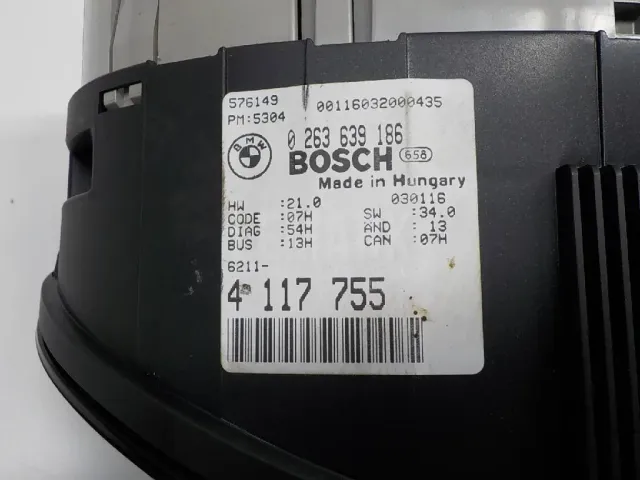 576149 00116032000435
PM:5304
0 263 639 186
BMW
BOSCH 658
Made in Hungary
HW :21.0 030116
CODE :07H SW :34.0
DIAG :54H AND : 13
BUS :13H CAN :07H
6211-
4 117 755